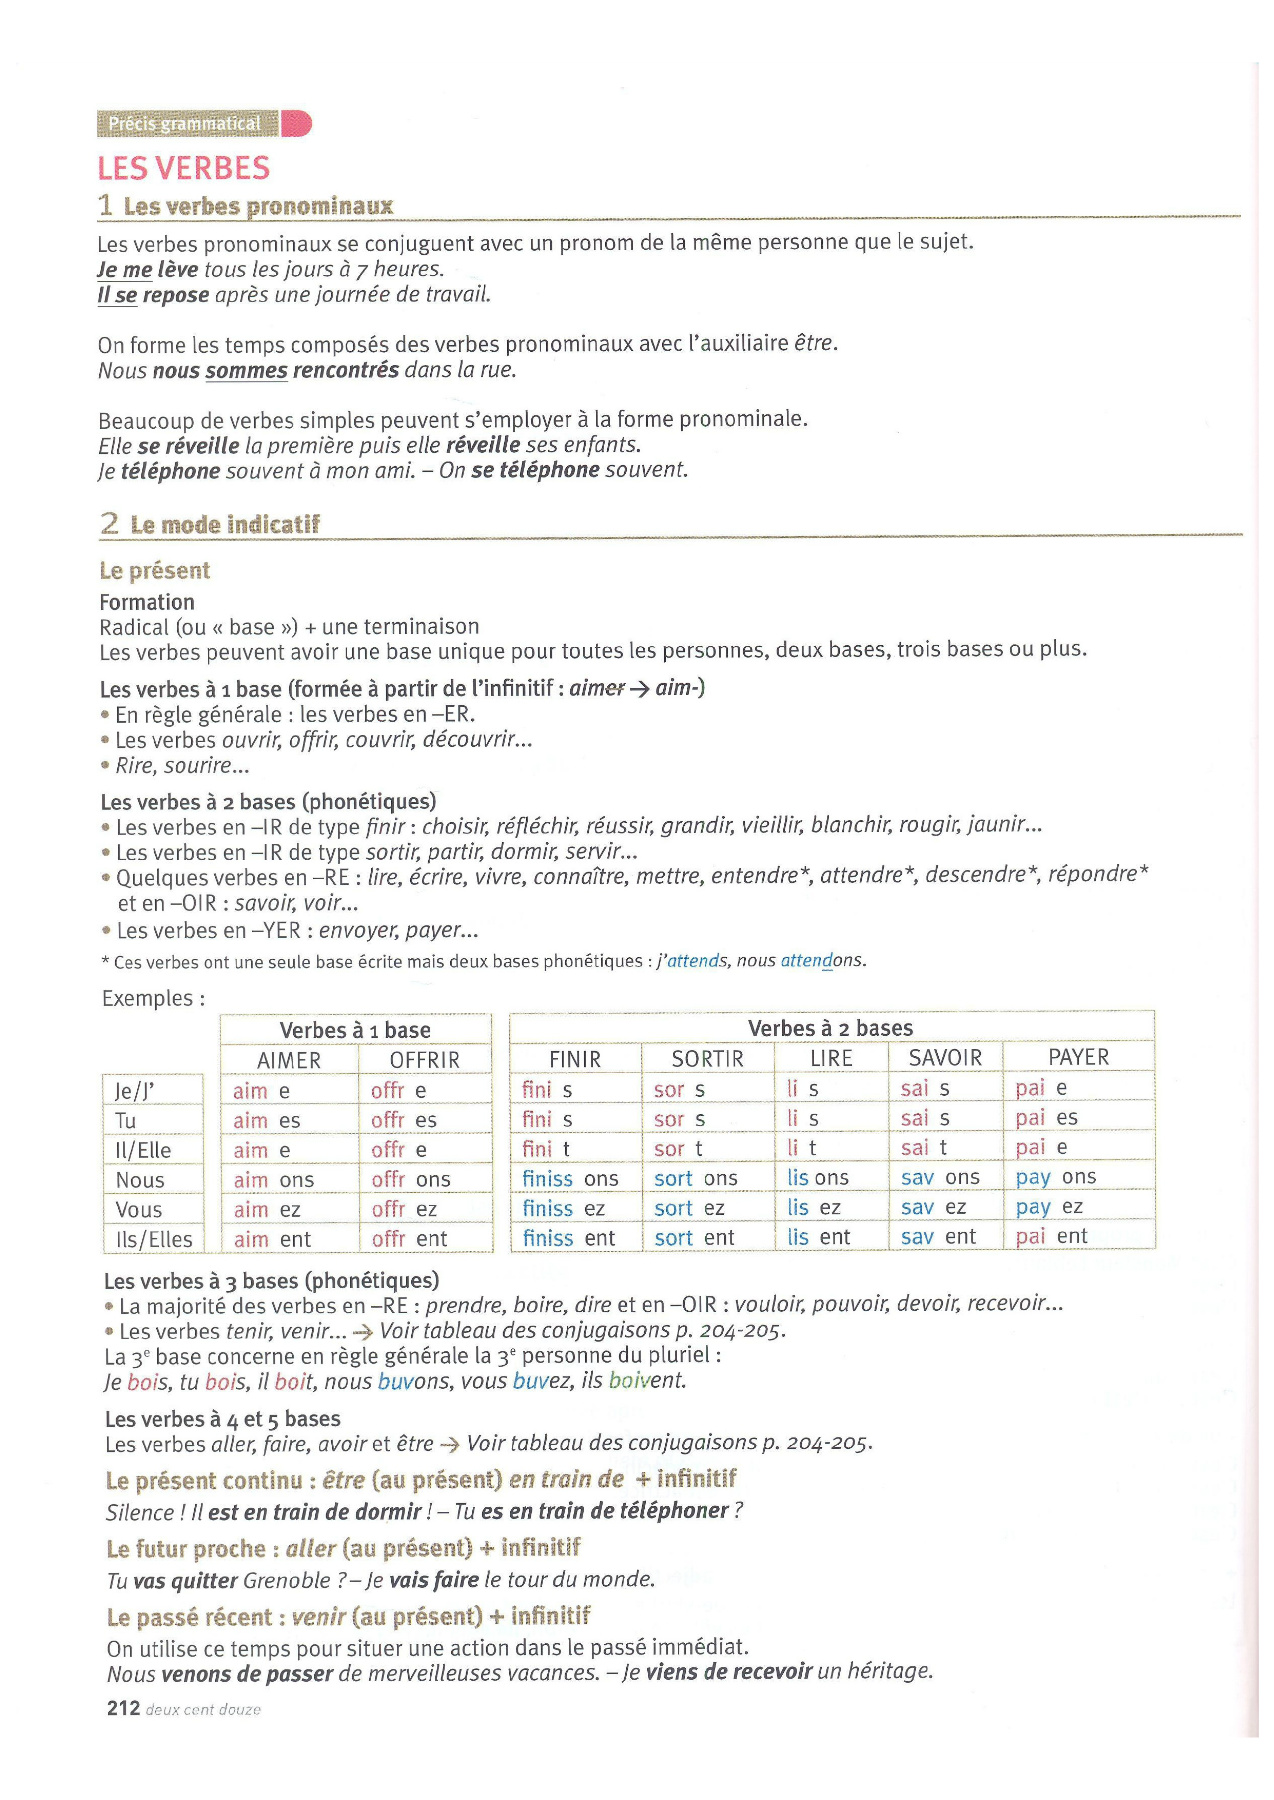 Précis grammatical
LES VERBES
1 Les verbes pronominaux
Les verbes pronominaux se conjuguent avec un pronom de la même personne que le sujet.
Je me lève tous les jours à 7 heures.
Il se repose après une journée de travail.
On forme les temps composés des verbes pronominaux avec l'auxiliaire être.
Nous nous sommes rencontrés dans la rue.
Beaucoup de verbes simples peuvent s'employer à la forme pronominale.
Elle se réveille la première puis elle réveille ses enfants.
Je téléphone souvent à mon ami. – On se téléphone souvent.
2 Le mode indicatif
Le présent
Formation
Radical (ou « base ») + une terminaison
Les verbes peuvent avoir une base unique pour toutes les personnes, deux bases, trois bases ou plus.
Les verbes à 1 base (formée à partir de l'infinitif : aimer → aim-)
• En règle générale : les verbes en –ER.
• Les verbes ouvrir, offrir, couvrir, découvrir...
• Rire, sourire...
Les verbes à 2 bases (phonétiques)
• Les verbes en –IR de type finir : choisir, réfléchir, réussir, grandir, vieillir, blanchir, rougir, jaunir...
• Les verbes en –IR de type sortir, partir, dormir, servir...
• Quelques verbes en –RE : lire, écrire, vivre, connaître, mettre, entendre*, attendre*, descendre*, répondre*
et en –OIR : savoir, voir...
• Les verbes en –YER : envoyer, payer...
* Ces verbes ont une seule base écrite mais deux bases phonétiques : j'attends, nous attendons.
Exemples :
Verbes à 1 base Verbes à 2 bases
AIMER OFFRIR FINIR SORTIR LIRE SAVOIR PAYER
Je/J' aim e offr e fini s sor s li s sai s pai e
Tu aim es offr es fini s sor s li s sai s pai es
Il/Elle aim e offr e fini t sor t li t sai t pai e
Nous aim ons offr ons finiss ons sort ons lis ons sav ons pay ons
Vous aim ez offr ez finiss ez sort ez lis ez sav ez pay ez
Ils/Elles aim ent offr ent finiss ent sort ent lis ent sav ent pai ent
Les verbes à 3 bases (phonétiques)
• La majorité des verbes en –RE : prendre, boire, dire et en –OIR : vouloir, pouvoir, devoir, recevoir...
• Les verbes tenir, venir... → Voir tableau des conjugaisons p. 204-205.
La 3e base concerne en règle générale la 3e personne du pluriel :
Je bois, tu bois, il boit, nous buvons, vous buvez, ils boivent.
Les verbes à 4 et 5 bases
Les verbes aller, faire, avoir et être → Voir tableau des conjugaisons p. 204-205.
Le présent continu : être (au présent) en train de + infinitif
Silence ! Il est en train de dormir ! – Tu es en train de téléphoner ?
Le futur proche : aller (au présent) + infinitif
Tu vas quitter Grenoble ? – Je vais faire le tour du monde.
Le passé récent : venir (au présent) + infinitif
On utilise ce temps pour situer une action dans le passé immédiat.
Nous venons de passer de merveilleuses vacances. – Je viens de recevoir un héritage.
212 deux cent douze